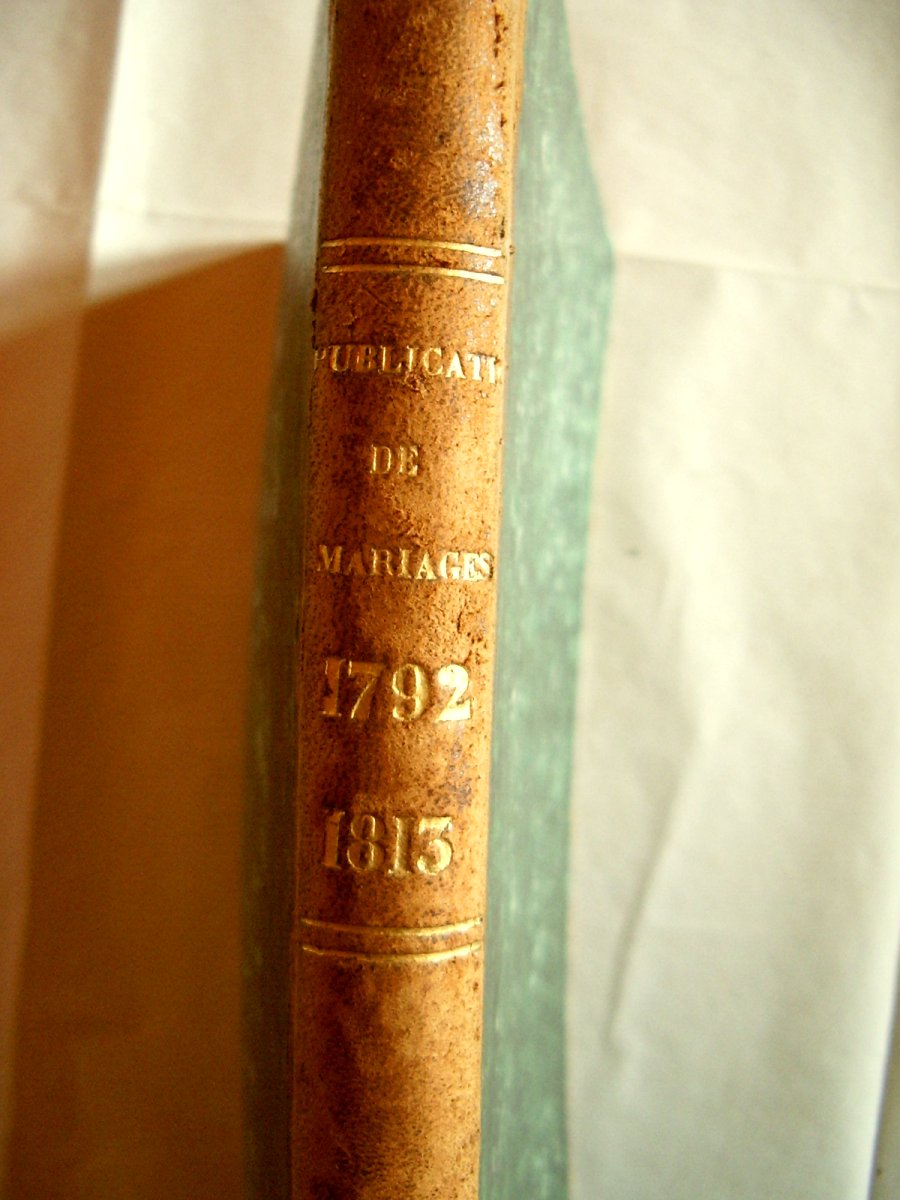 PUBLICATI
DE
MARIAGES
1792
1813